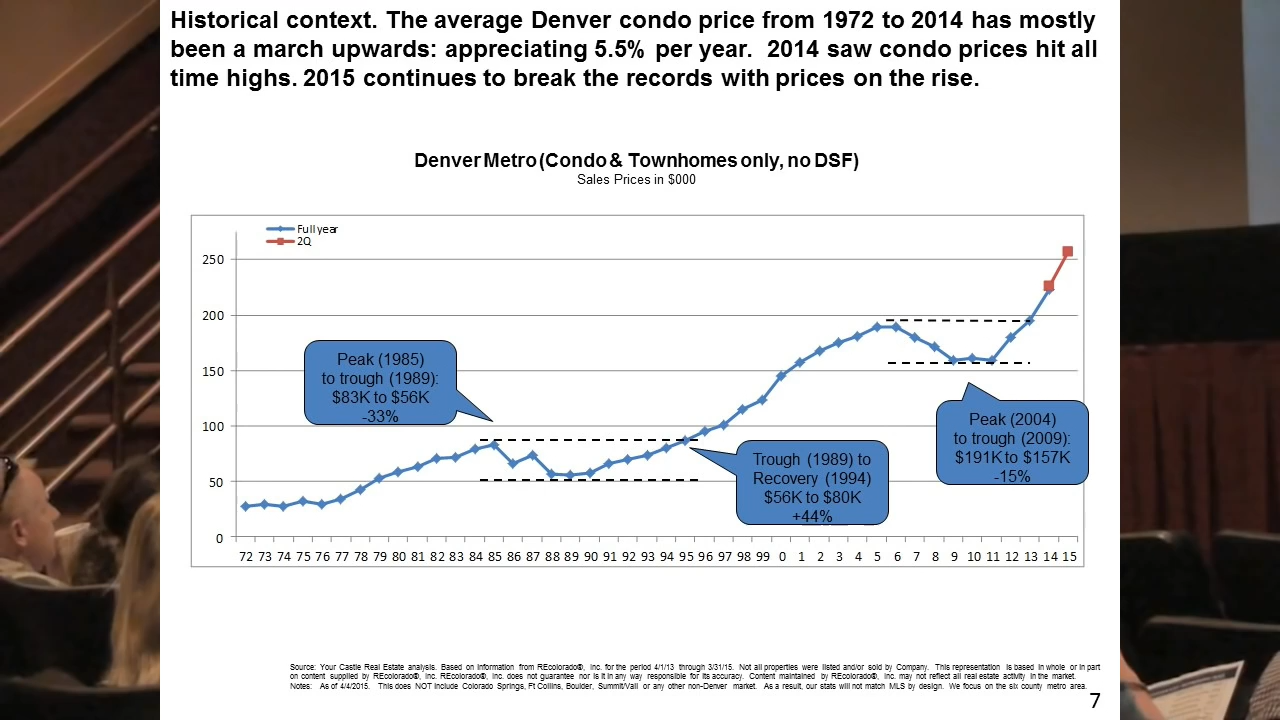 Historical context. The average Denver condo price from 1972 to 2014 has mostly
been a march upwards: appreciating 5.5% per year. 2014 saw condo prices hit all
time highs. 2015 continues to break the records with prices on the rise.
Denver Metro (Condo & Townhomes only, no DSF)
Sales Prices in $000
Full year
2Q
250
200
150
100
50
0
Peak (1985)
to trough (1989):
$83K to $56K
-33%
Trough (1989) to
Recovery (1994)
$56K to $80K
+44%
Peak (2004)
to trough (2009):
$191K to $157K
-15%
72 73 74 75 76 77 78 79 80 81 82 83 84 85 86 87 88 89 90 91 92 93 94 95 96 97 98 99 0 1 2 3 4 5 6 7 8 9 10 11 12 13 14 15
Source: Your Castle Real Estate analysis. Based on Information from REcolorado®, Inc. for the period 4/1/13 through 3/31/15. Not all properties were listed and/or sold by Company. This representation is based in whole or in part
on content supplied by REcolorado®, Inc. REcolorado®, Inc. does not guarantee nor is it in any way responsible for its accuracy. Content maintained by REcolorado®, Inc. may not reflect all real estate activity in the market.
Notes: As of 4/4/2015. This does NOT include Colorado Springs, Ft Collins, Boulder, Summit/Vail or any other non-Denver market. As a result, our stats will not match MLS by design. We focus on the six county metro area.
7